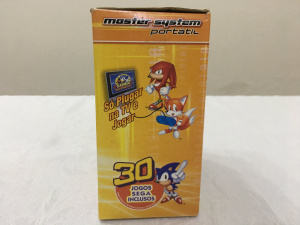 master system
portátil
Só Plugar
na TV e
Jogar
30
JOGOS
SEGA
INCLUSOS